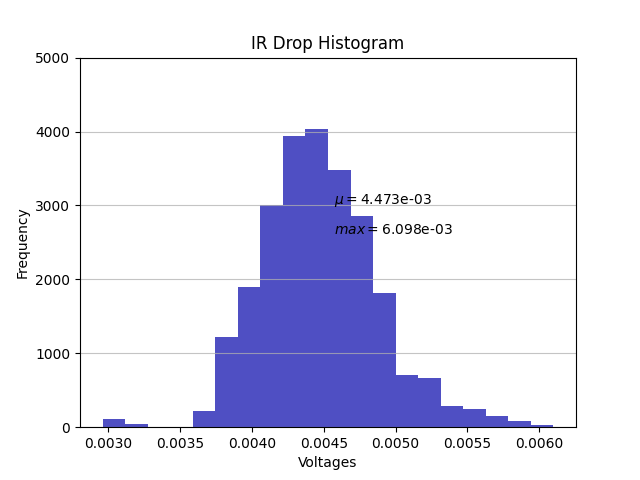 IR Drop Histogram
5000
4000
3000
2000
1000
0
Frequency
μ = 4.473e-03
max = 6.098e-03
0.0030 0.0035 0.0040 0.0045 0.0050 0.0055 0.0060
Voltages